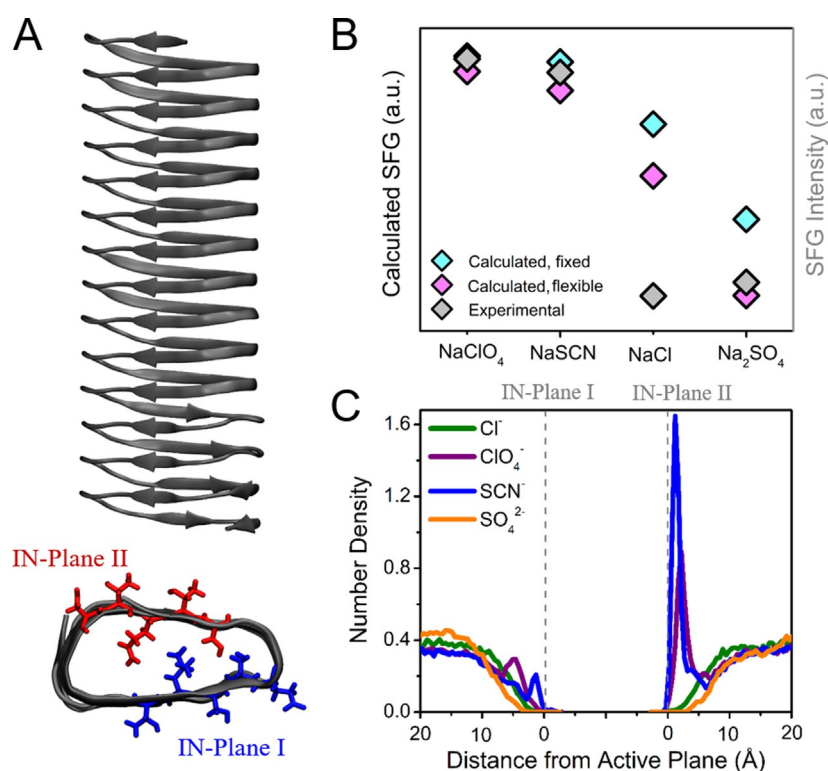 A
IN-Plane II
IN-Plane I
B
Calculated SFG (a.u.)
SFG Intensity (a.u.)
Calculated, fixed
Calculated, flexible
Experimental
NaClO₄
NaSCN
NaCl
Na₂SO₄
C
IN-Plane I
IN-Plane II
Cl⁻
ClO₄⁻
SCN⁻
SO₄²⁻
Number Density
1.6
1.2
0.8
0.4
0.0
20 10 0 0 10 20
Distance from Active Plane (Å)